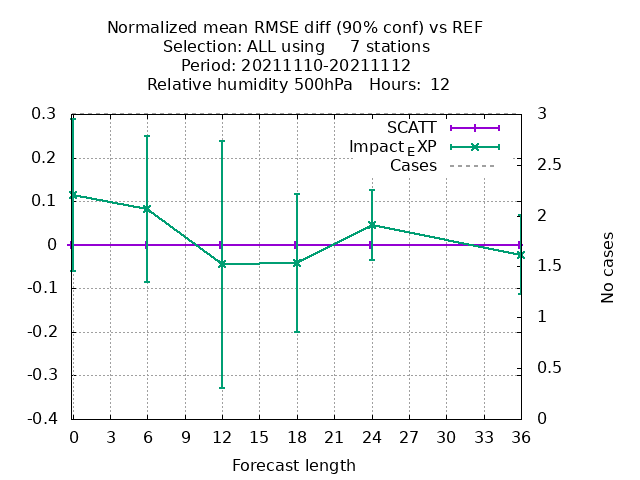 Normalized mean RMSE diff (90% conf) vs REF
Selection: ALL using     7 stations
Period: 20211110-20211112
Relative humidity 500hPa   Hours:  12
SCATT
Impact_EXP
Cases
0.3
0.2
0.1
0
-0.1
-0.2
-0.3
-0.4
3
2.5
2
1.5
1
0.5
0
No cases
0 3 6 9 12 15 18 21 24 27 30 33 36
Forecast length